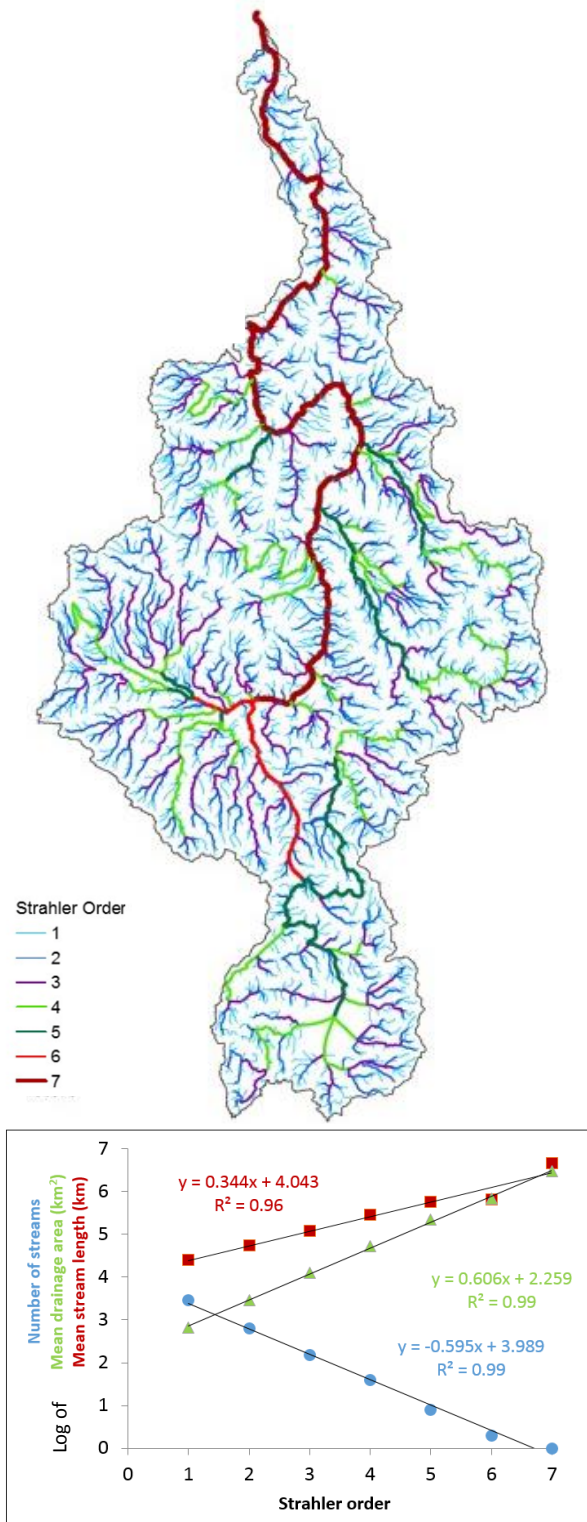 Strahler Order
1
2
3
4
5
6
7
Log of
Number of streams
Mean drainage area (km²)
Mean stream length (km)
7
6
5
4
3
2
1
0
y = 0.344x + 4.043
R² = 0.96
y = 0.606x + 2.259
R² = 0.99
y = -0.595x + 3.989
R² = 0.99
0 1 2 3 4 5 6 7
Strahler order